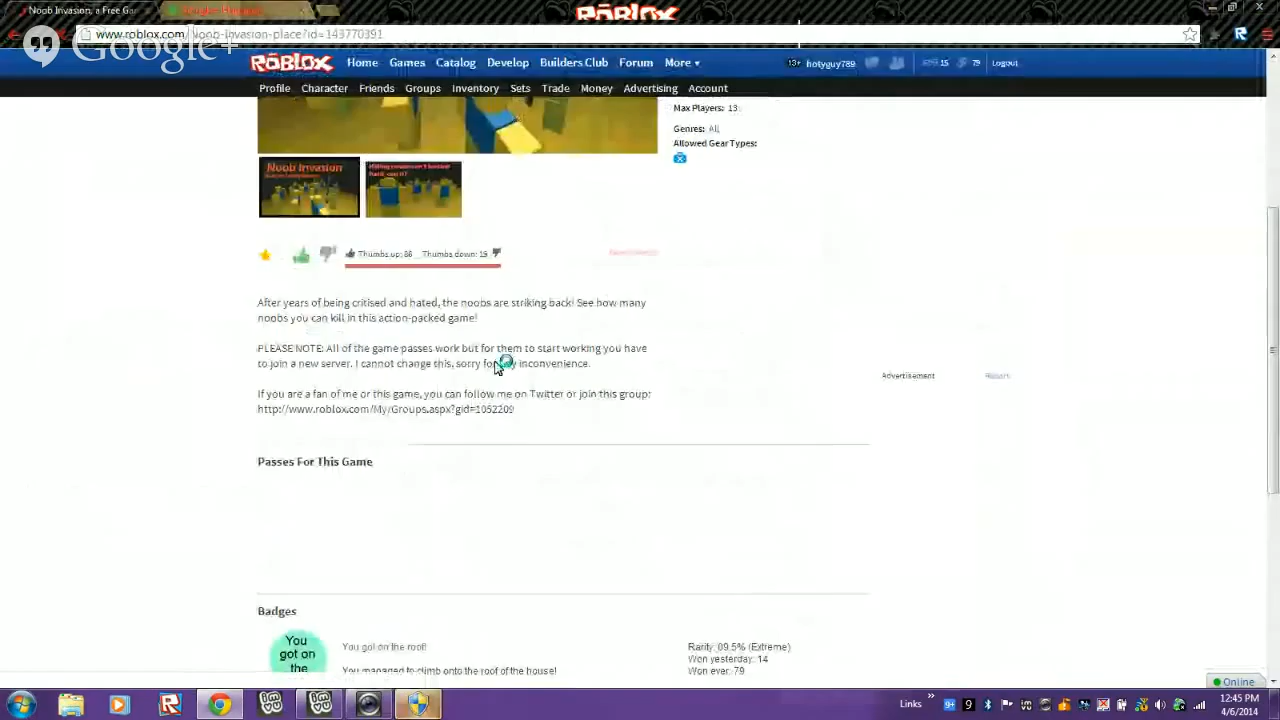 Noob Invasion, a Free Ga
ROBLOX
www.roblox.com/Noob-Invasion-place?id=143770391
Google+
ROBLOX Home Games Catalog Develop Builders Club Forum More 13+ hotyguy789 15 79 Logout
Profile Character Friends Groups Inventory Sets Trade Money Advertising Account
Max Players: 13
Genres: All
Allowed Gear Types:
Noob Invasion
Thumbs up: 86 Thumbs down: 19
After years of being critised and hated, the noobs are striking back! See how many
noobs you can kill in this action-packed game!
PLEASE NOTE: All of the game passes work but for them to start working you have
to join a new server. I cannot change this, sorry for any inconvenience.
If you are a fan of me or this game, you can follow me on Twitter or join this group:
http://www.roblox.com/My/Groups.aspx?gid=1052209
Advertisement Report
Passes For This Game
Badges
You got on the
You got on the roof!
You managed to climb onto the roof of the house!
Rarity: 09.5% (Extreme)
Won yesterday: 14
Won ever: 79
Online
Links
12:45 PM
4/6/2014